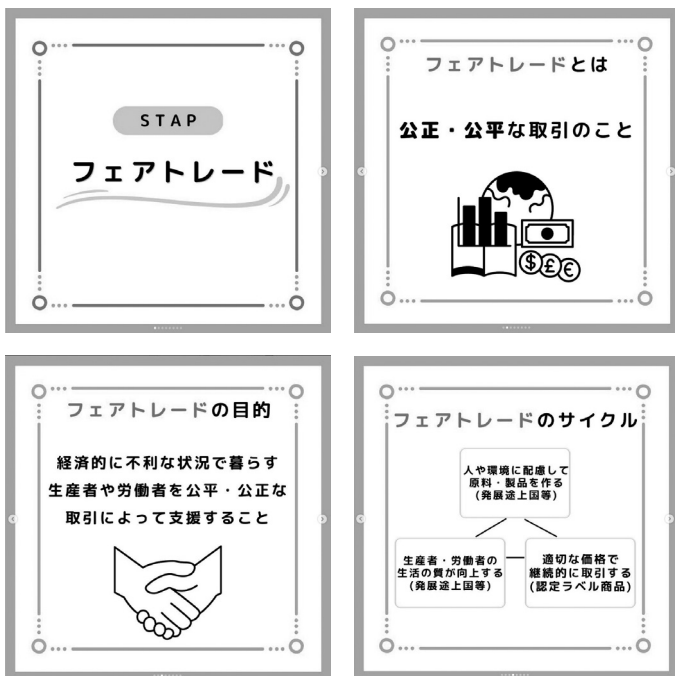 STAP
フェアトレード
フェアトレードとは
公正・公平な取引のこと
$££
フェアトレードの目的
経済的に不利な状況で暮らす
生産者や労働者を公平・公正な
取引によって支援すること
フェアトレードのサイクル
人や環境に配慮して
原料・製品を作る
(発展途上国等)
生産者・労働者の
生活の質が向上する
(発展途上国等)
適切な価格で
継続的に取引する
(認定ラベル商品)